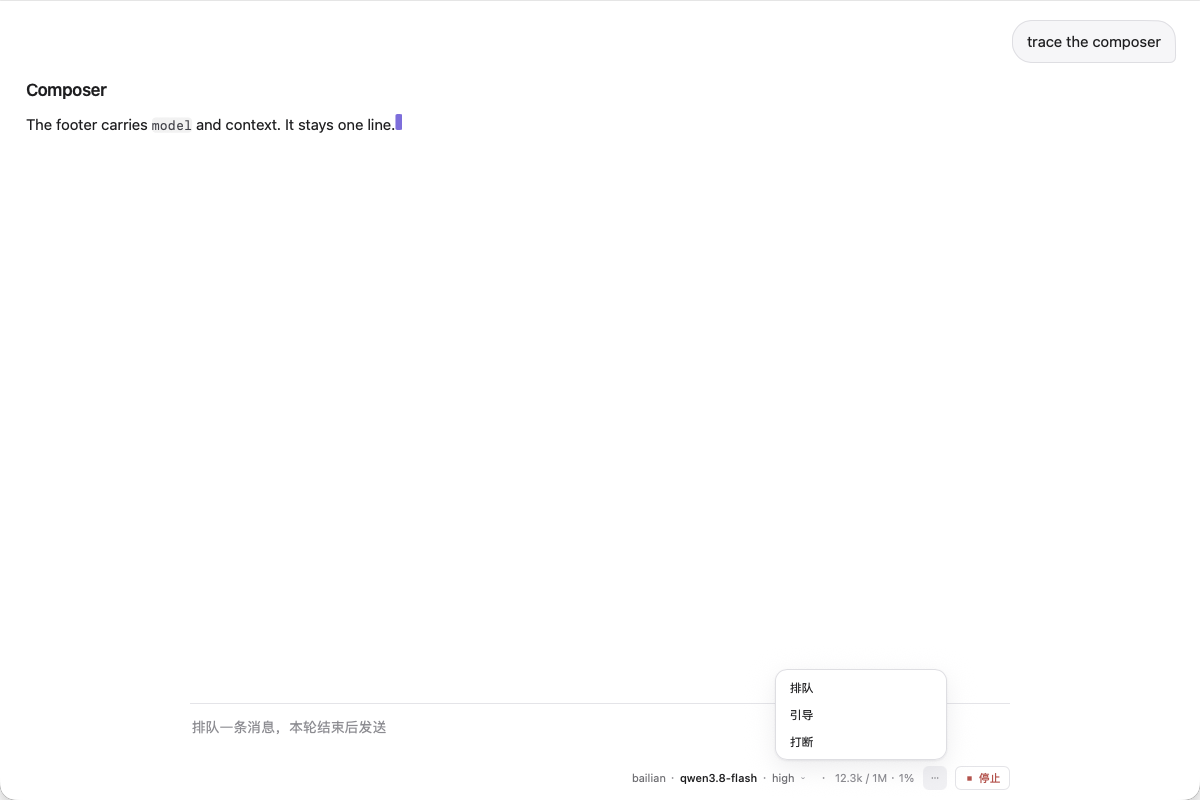 trace the composer
Composer
The footer carries model and context. It stays one line.
排队
引导
打断
排队一条消息，本轮结束后发送
bailian · qwen3.8-flash · high · 12.3k / 1M · 1% ··· 停止